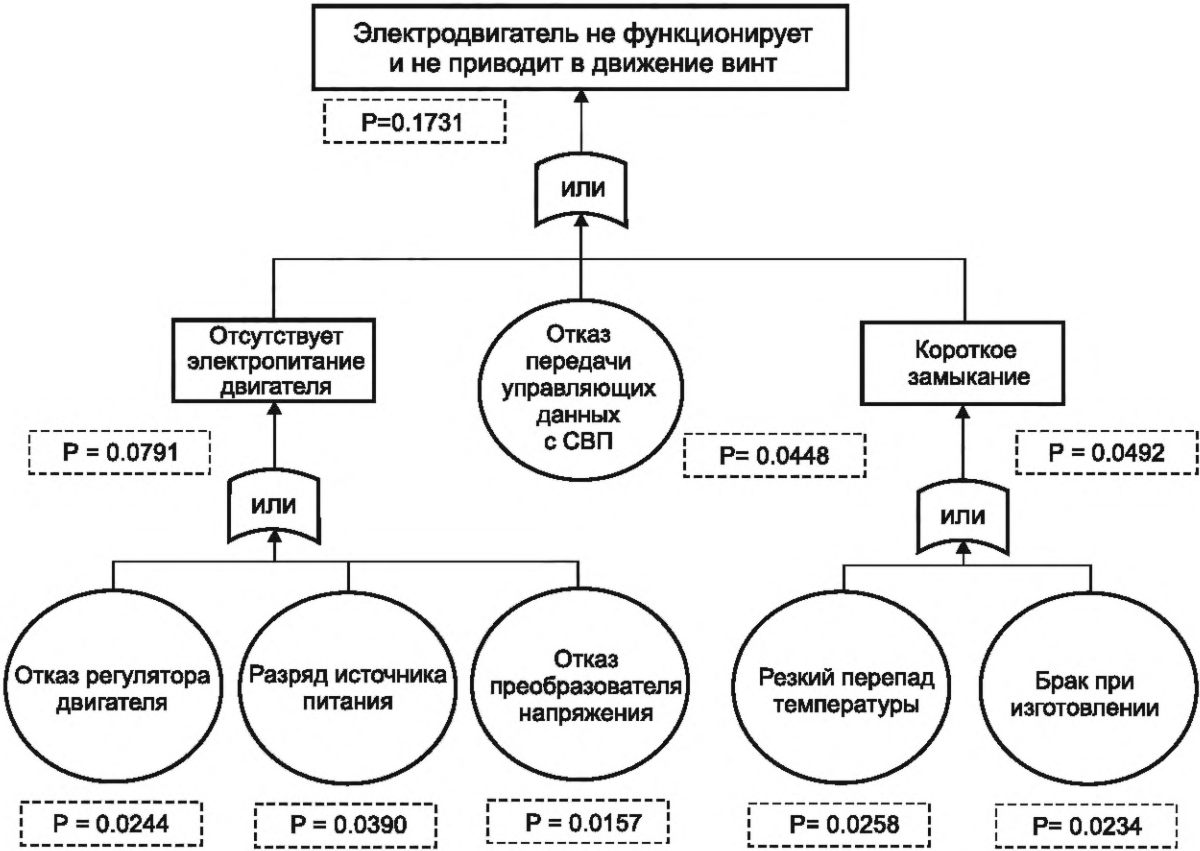 Электродвигатель не функционирует
и не приводит в движение винт
P=0.1731
или
Отсутствует
электропитание
двигателя
Отказ
передачи
управляющих
данных
с СВП
Короткое
замыкание
P = 0.0791
P= 0.0448
P = 0.0492
или
или
Отказ регулятора
двигателя
Разряд источника
питания
Отказ
преобразователя
напряжения
Резкий перепад
температуры
Брак при
изготовлении
P = 0.0244
P = 0.0390
P = 0.0157
P= 0.0258
P= 0.0234